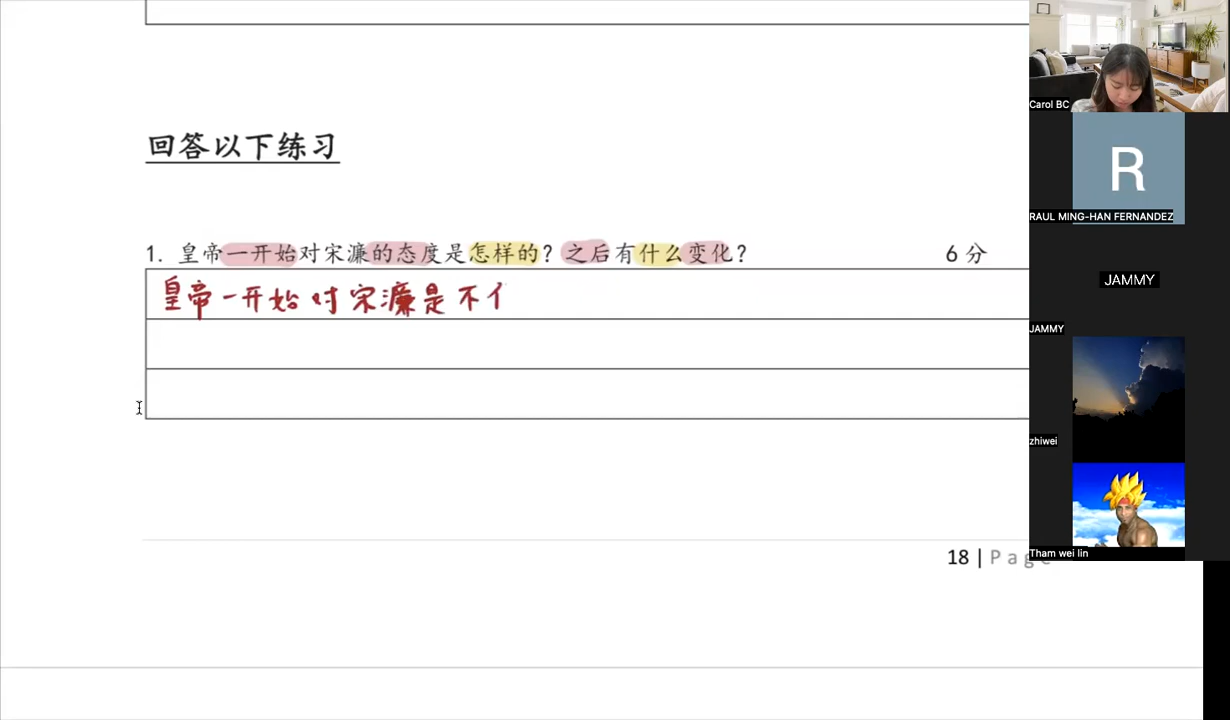 回答以下练习
1. 皇帝一开始对宋濂的态度是怎样的？之后有什么变化？ 6 分
皇帝一开始对宋濂是不
18 | Page
Carol BC
R
RAUL MING-HAN FERNANDEZ
JAMMY
JAMMY
zhiwei
Tham wei lin